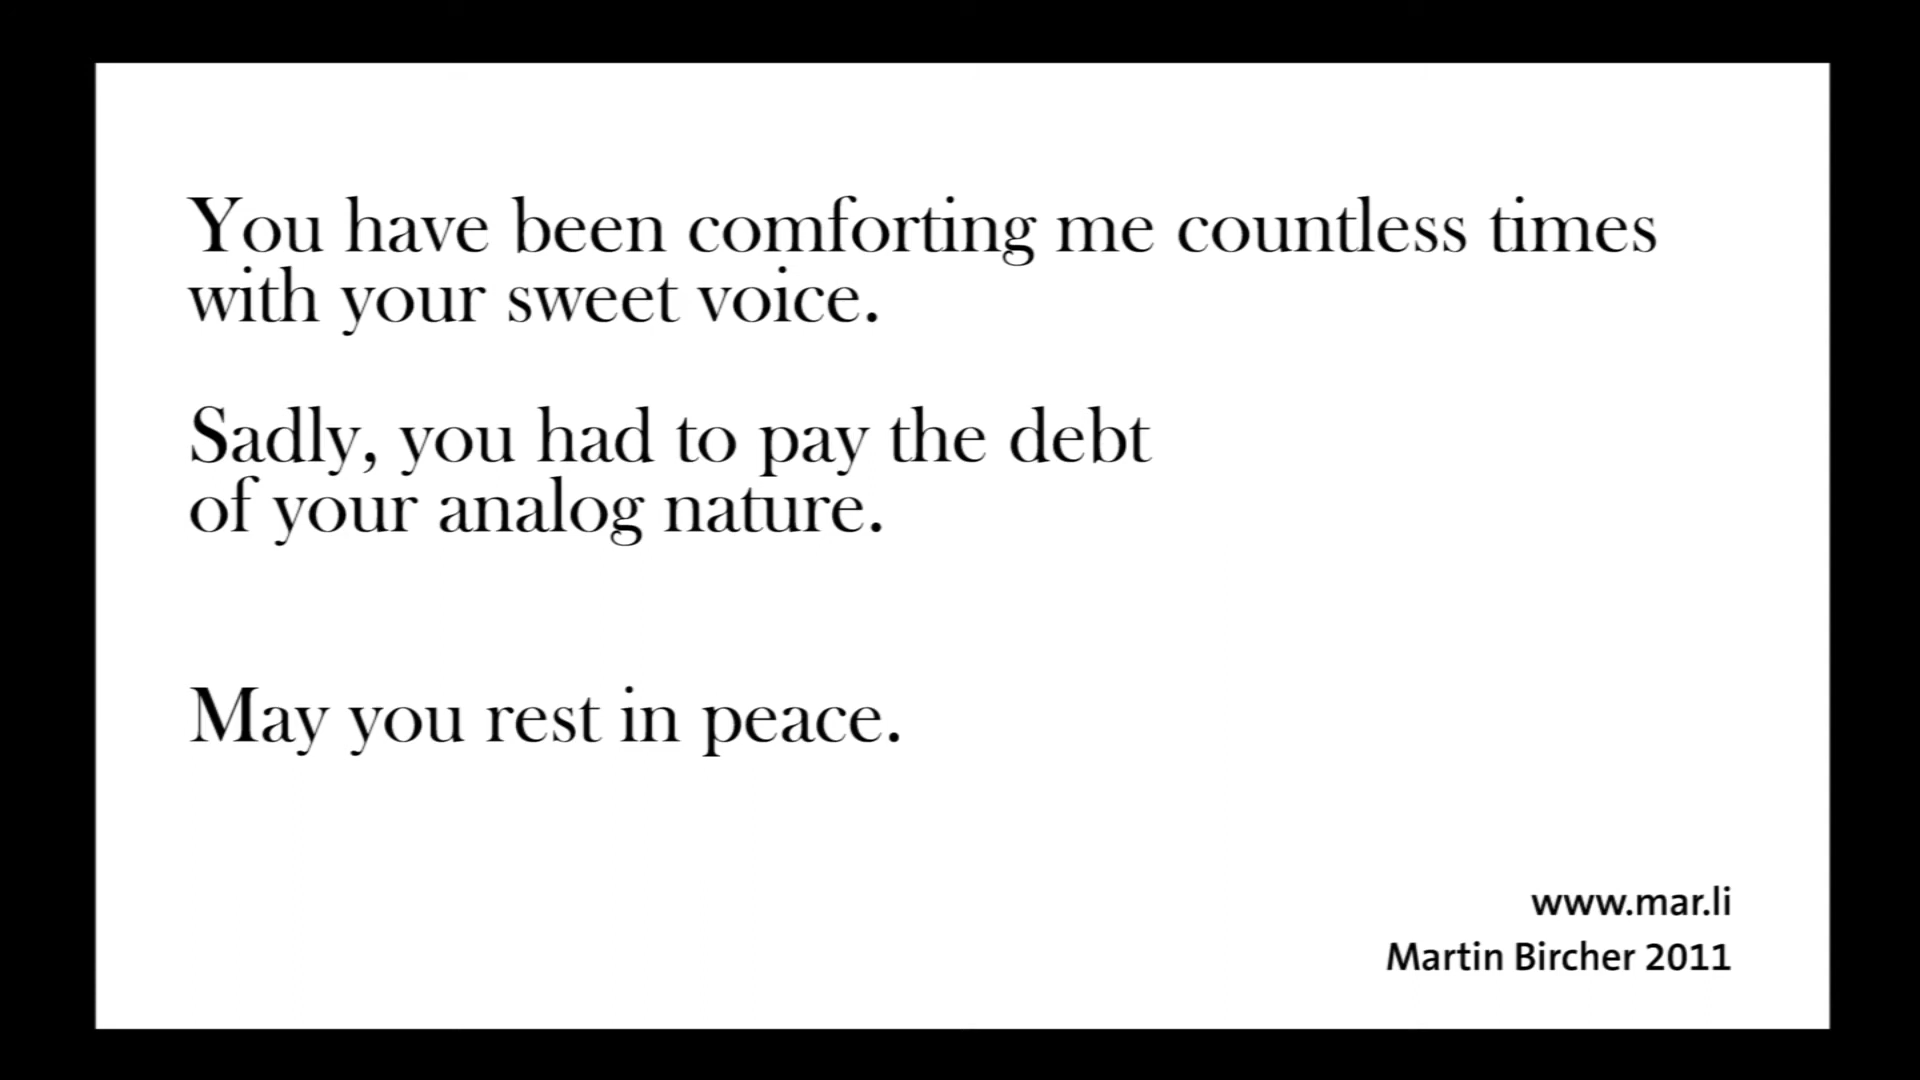 You have been comforting me countless times
with your sweet voice.
Sadly, you had to pay the debt
of your analog nature.
May you rest in peace.
www.mar.li
Martin Bircher 2011